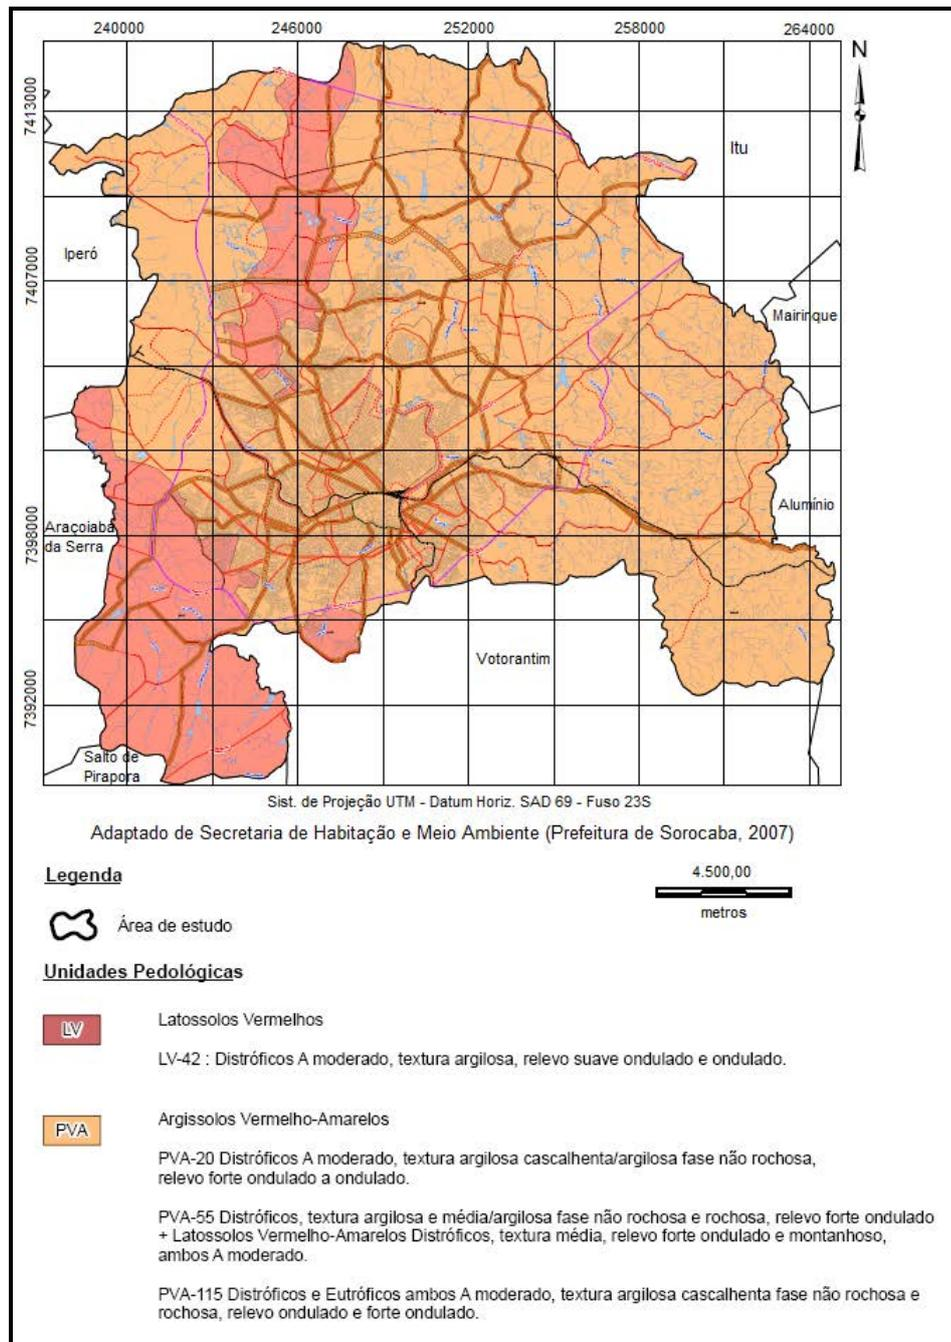 240000 246000 252000 258000 264000
N
7413000
Itu
Iperó
7407000
Mairinque
Alumínio
Araçoiaba
da Serra
7398000
Votorantim
7392000
Salto de
Pirapora
Sist. de Projeção UTM - Datum Horiz. SAD 69 - Fuso 23S
Adaptado de Secretaria de Habitação e Meio Ambiente (Prefeitura de Sorocaba, 2007)
Legenda
4.500,00
metros
Área de estudo
Unidades Pedológicas
LV
Latossolos Vermelhos
LV-42 : Distróficos A moderado, textura argilosa, relevo suave ondulado e ondulado.
PVA
Argissolos Vermelho-Amarelos
PVA-20 Distróficos A moderado, textura argilosa cascalhenta/argilosa fase não rochosa,
relevo forte ondulado a ondulado.
PVA-55 Distróficos, textura argilosa e média/argilosa fase não rochosa e rochosa, relevo forte ondulado
+ Latossolos Vermelho-Amarelos Distróficos, textura média, relevo forte ondulado e montanhoso,
ambos A moderado.
PVA-115 Distróficos e Eutróficos ambos A moderado, textura argilosa cascalhenta fase não rochosa e
rochosa, relevo ondulado e forte ondulado.